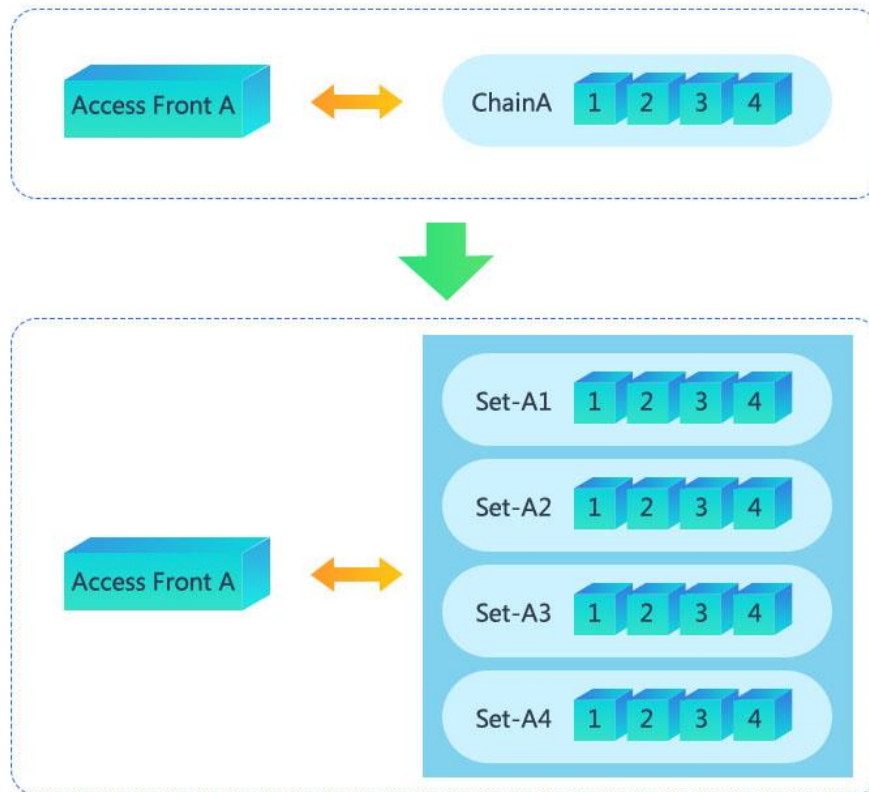 Access Front A
ChainA 1 2 3 4
Set-A1 1 2 3 4
Set-A2 1 2 3 4
Access Front A
Set-A3 1 2 3 4
Set-A4 1 2 3 4